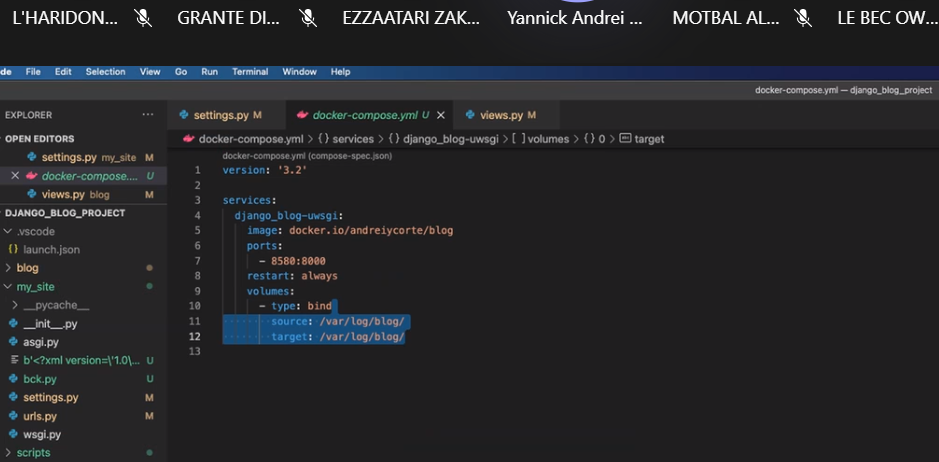 L'HARIDON... GRANTE DI... EZZAATARI ZAK... Yannick Andrei ... MOTBAL AL... LE BEC OW...
de File Edit Selection View Go Run Terminal Window Help
docker-compose.yml — django_blog_project
EXPLORER ... settings.py M docker-compose.yml U × views.py M
OPEN EDITORS
docker-compose.yml > {} services > {} django_blog-uwsgi > [ ] volumes > {} 0 > target
settings.py my_site M
× docker-compose.... U
views.py blog M
DJANGO_BLOG_PROJECT
.vscode
{} launch.json
> blog
my_site
> __pycache__
__init__.py
asgi.py
b'<?xml version=\'1.0\... U
bck.py U
settings.py M
urls.py M
wsgi.py
> scripts
docker-compose.yml (compose-spec.json)
1 version: '3.2'
2
3 services:
4 django_blog-uwsgi:
5 image: docker.io/andreiycorte/blog
6 ports:
7 - 8580:8000
8 restart: always
9 volumes:
10 - type: bind
11 source: /var/log/blog/
12 target: /var/log/blog/
13